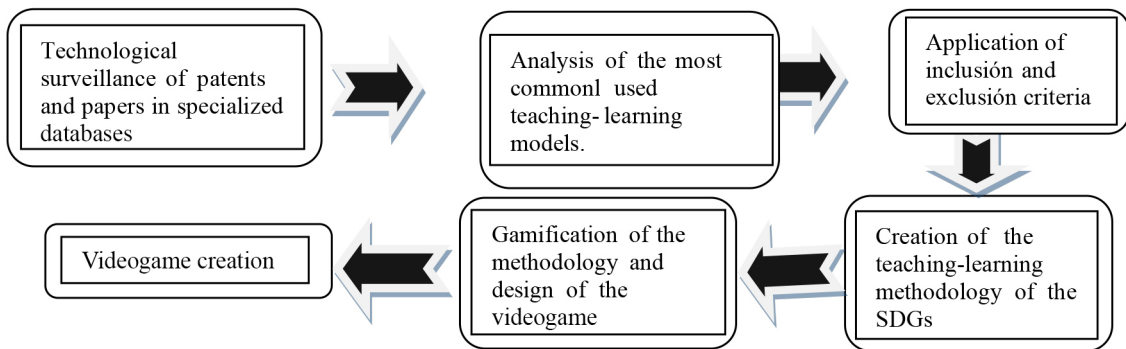 Technological
surveillance of patents
and papers in specialized
databases
Analysis of the most
commonl used
teaching- learning
models.
Application of
inclusión and
exclusión criteria
Creation of the
teaching-learning
methodology of the
SDGs
Gamification of the
methodology and
design of the
videogame
Videogame creation